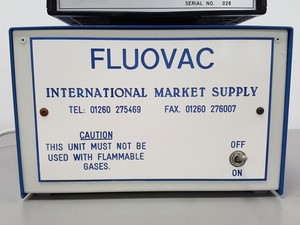 SERIAL NO. 028
FLUOVAC
INTERNATIONAL MARKET SUPPLY
TEL: 01260 275469 FAX. 01260 276007
CAUTION
THIS UNIT MUST NOT BE
USED WITH FLAMMABLE
GASES.
OFF
ON